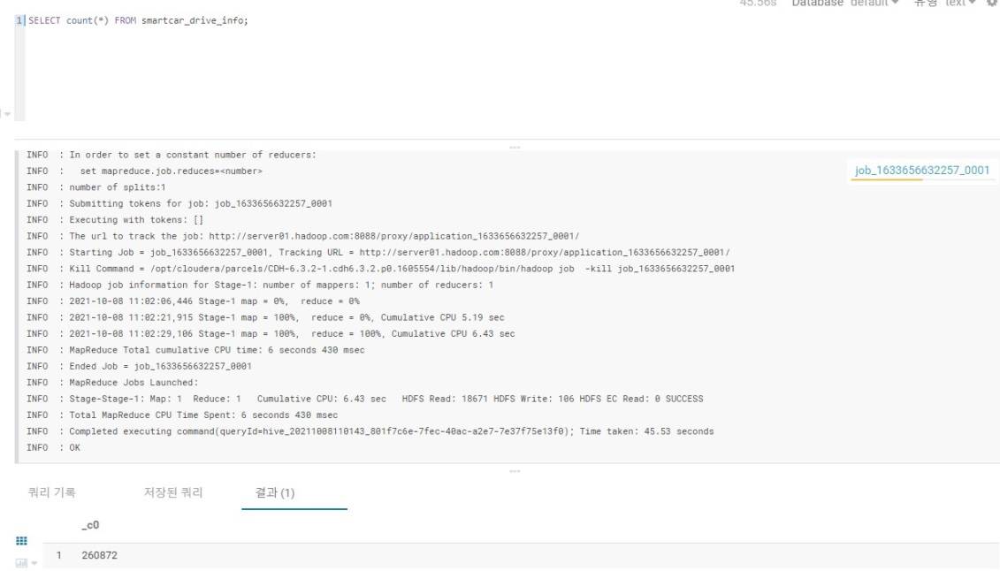 45.56s Database default 유형 text
1 SELECT count(*) FROM smartcar_drive_info;
INFO : In order to set a constant number of reducers:
INFO : set mapreduce.job.reduces=<number>
INFO : number of splits:1
INFO : Submitting tokens for job: job_1633656632257_0001
INFO : Executing with tokens: []
INFO : The url to track the job: http://server01.hadoop.com:8088/proxy/application_1633656632257_0001/
INFO : Starting Job = job_1633656632257_0001, Tracking URL = http://server01.hadoop.com:8088/proxy/application_1633656632257_0001/
INFO : Kill Command = /opt/cloudera/parcels/CDH-6.3.2-1.cdh6.3.2.p0.1605554/lib/hadoop/bin/hadoop job -kill job_1633656632257_0001
INFO : Hadoop job information for Stage-1: number of mappers: 1; number of reducers: 1
INFO : 2021-10-08 11:02:06,446 Stage-1 map = 0%, reduce = 0%
INFO : 2021-10-08 11:02:21,915 Stage-1 map = 100%, reduce = 0%, Cumulative CPU 5.19 sec
INFO : 2021-10-08 11:02:29,106 Stage-1 map = 100%, reduce = 100%, Cumulative CPU 6.43 sec
INFO : MapReduce Total cumulative CPU time: 6 seconds 430 msec
INFO : Ended Job = job_1633656632257_0001
INFO : MapReduce Jobs Launched:
INFO : Stage-Stage-1: Map: 1 Reduce: 1 Cumulative CPU: 6.43 sec HDFS Read: 18671 HDFS Write: 106 HDFS EC Read: 0 SUCCESS
INFO : Total MapReduce CPU Time Spent: 6 seconds 430 msec
INFO : Completed executing command(queryId=hive_20211008110143_801f7c6e-7fec-40ac-a2e7-7e37f75e13f0); Time taken: 45.53 seconds
INFO : OK
job_1633656632257_0001
쿼리 기록 저장된 쿼리 결과 (1)
_c0
1 260872